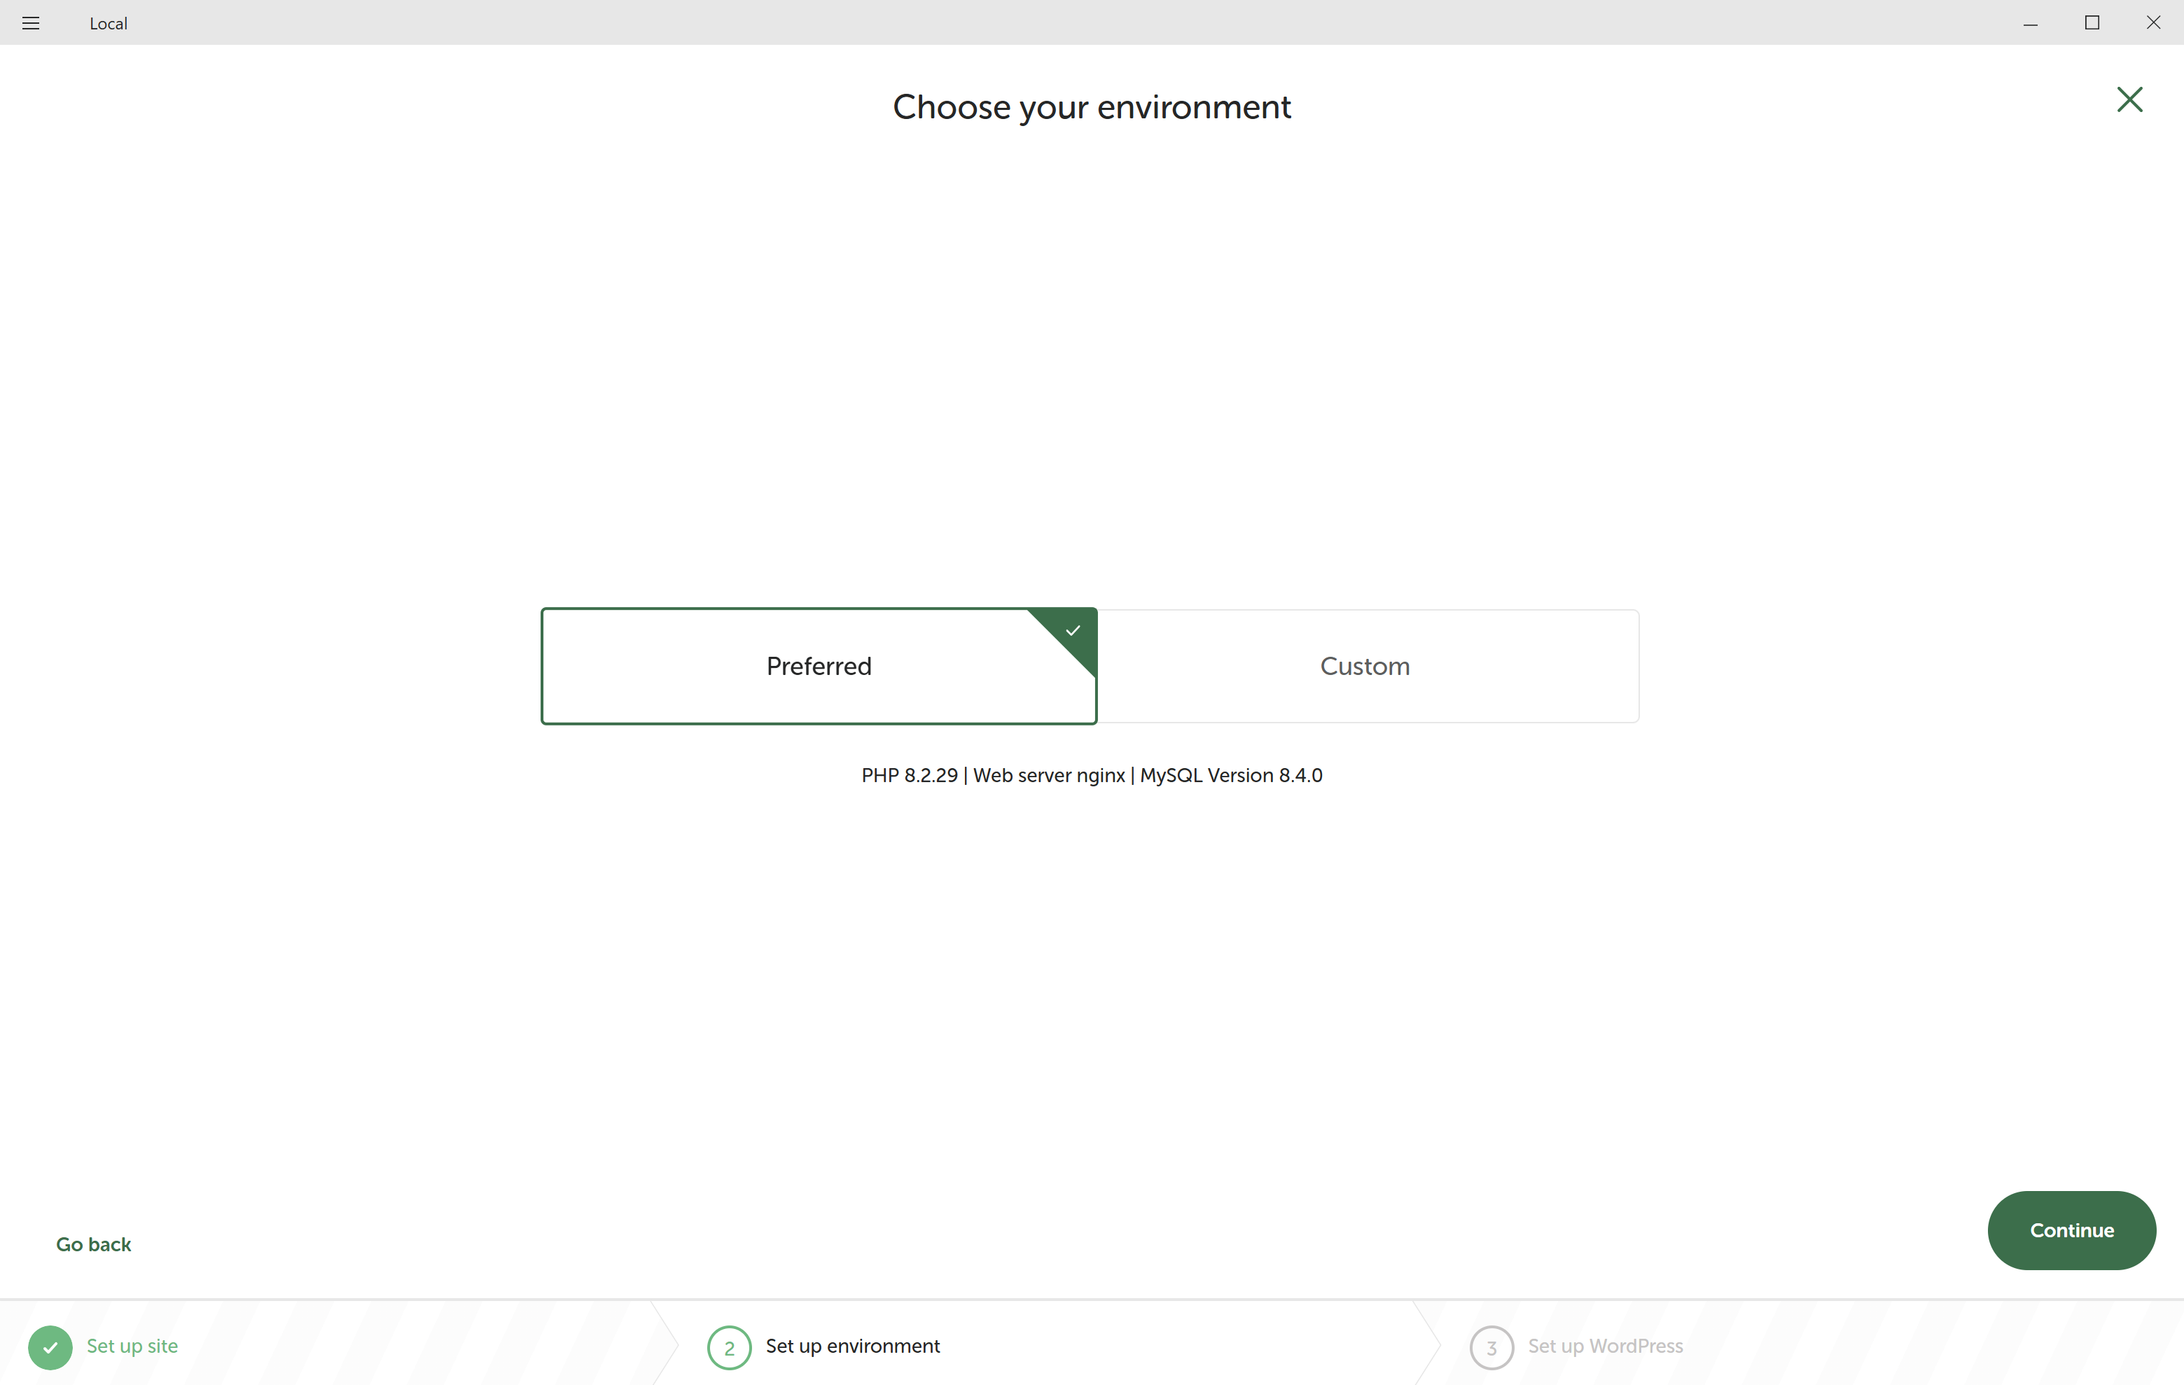 Local
Choose your environment
Preferred
Custom
PHP 8.2.29 | Web server nginx | MySQL Version 8.4.0
Go back
Continue
Set up site
2 Set up environment
3 Set up WordPress